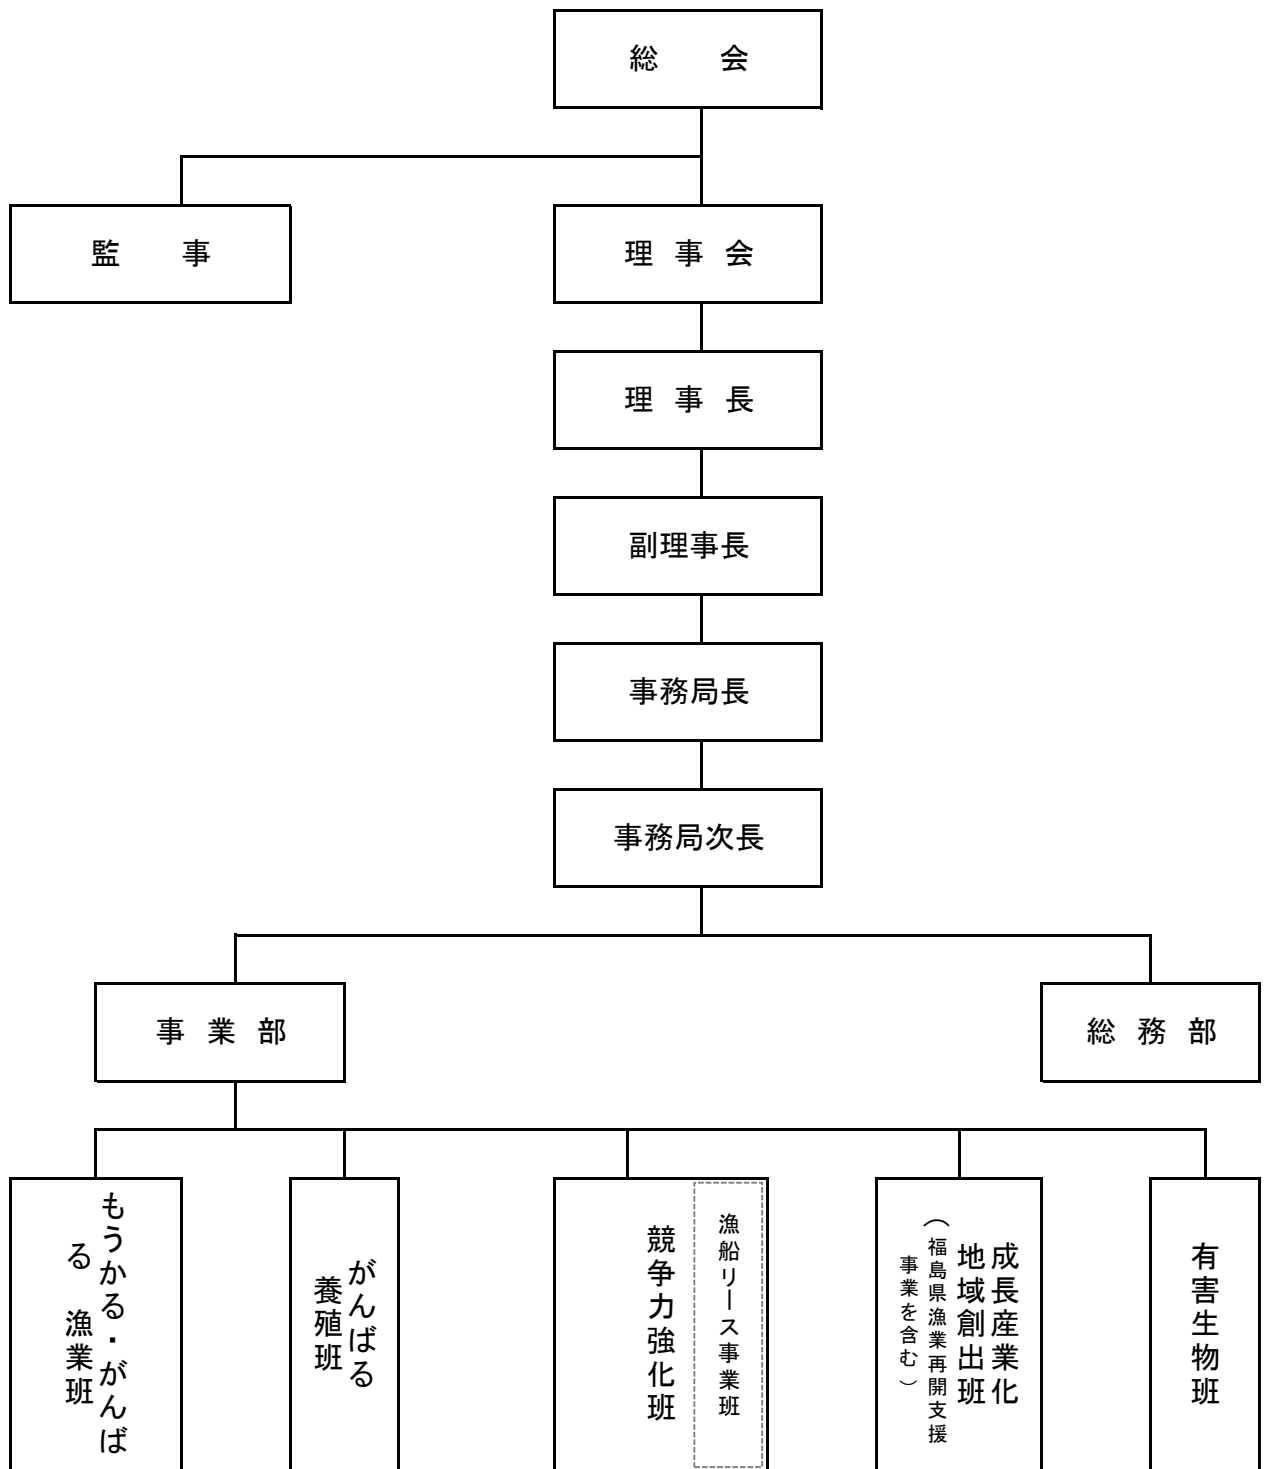 総　会
監　事
理 事 会
理 事 長
副理事長
事務局長
事務局次長
事 業 部
総 務 部
もうかる・がんば
る 漁業班
がんばる
養殖班
競争力強化班
漁船リース事業班
成長産業化
地域創出班
（福島県漁業再開支援
事業を含む）
有害生物班